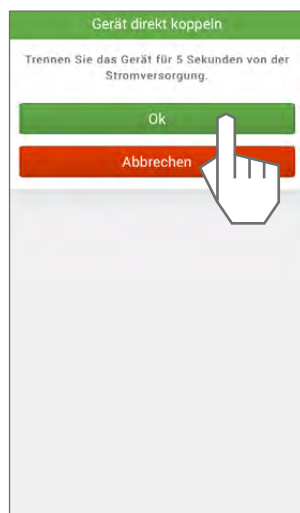 Gerät direkt koppeln
Trennen Sie das Gerät für 5 Sekunden von der
Stromversorgung.
Ok
Abbrechen